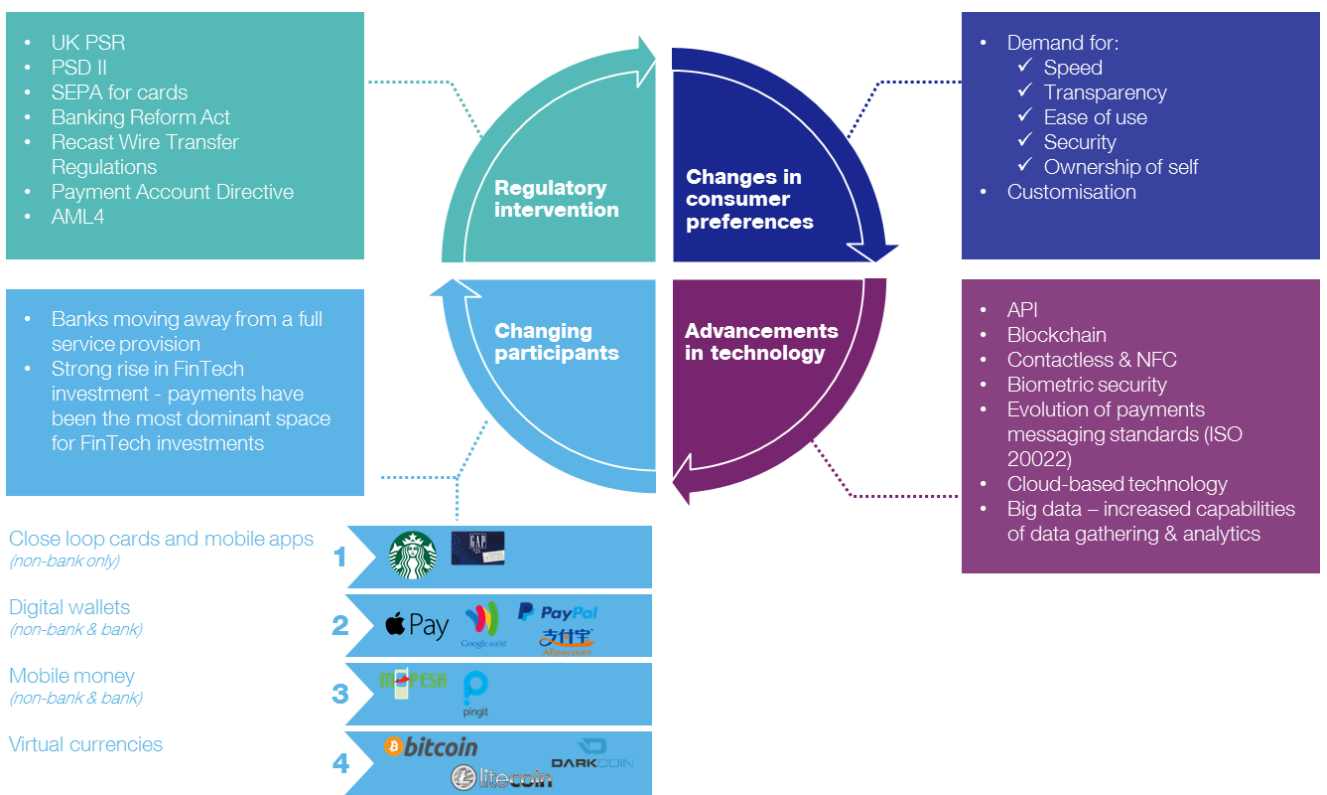 • UK PSR
• PSD II
• SEPA for cards
• Banking Reform Act
• Recast Wire Transfer
Regulations
• Payment Account Directive
• AML4
Regulatory
intervention
Changes in
consumer
preferences
• Demand for:
✓ Speed
✓ Transparency
✓ Ease of use
✓ Security
✓ Ownership of self
• Customisation
• Banks moving away from a full
service provision
• Strong rise in FinTech
investment - payments have
been the most dominant space
for FinTech investments
Changing
participants
Advancements
in technology
• API
• Blockchain
• Contactless & NFC
• Biometric security
• Evolution of payments
messaging standards (ISO
20022)
• Cloud-based technology
• Big data – increased capabilities
of data gathering & analytics
Close loop cards and mobile apps
(non-bank only)
1
GAP
Digital wallets
(non-bank & bank)
2
Pay
Google wallet
PayPal
支付宝
Alipay.com
Mobile money
(non-bank & bank)
3
M PESA
pingit
Virtual currencies
4
bitcoin
litecoin
DARKCOIN